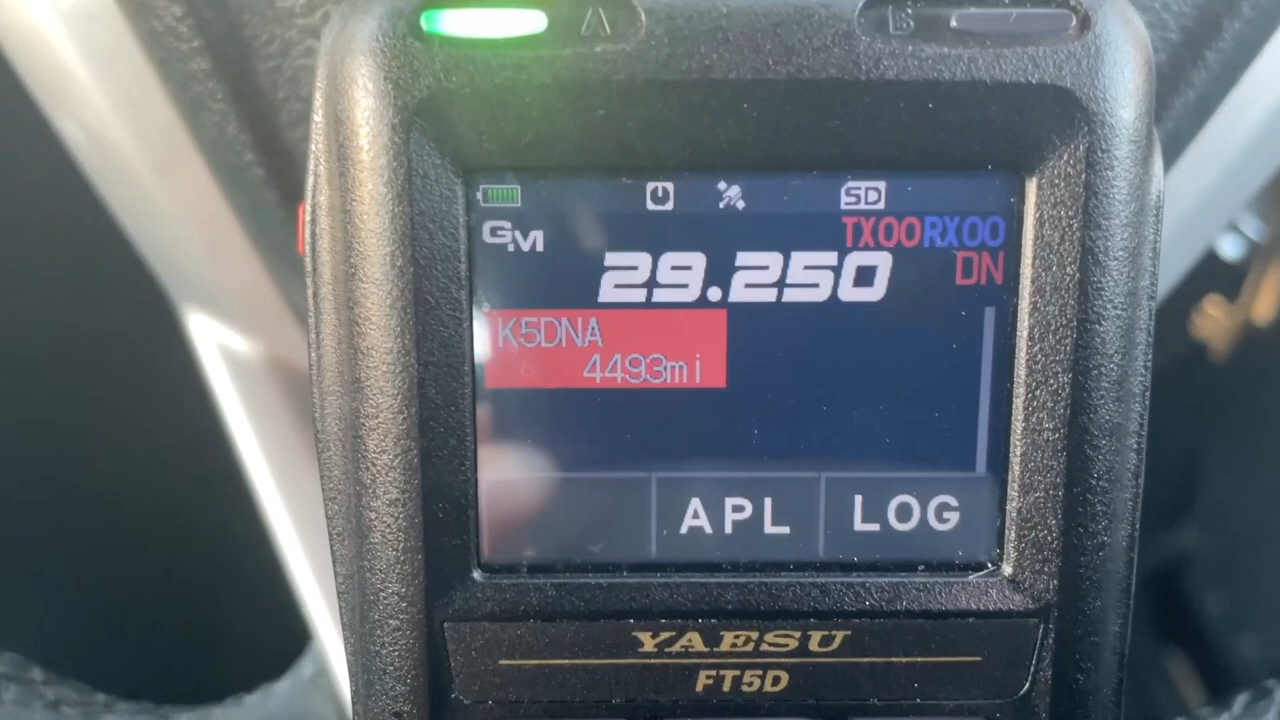 A B
SD
GM TX00RX00
29.250 DN
K5DNA
4493mi
APL LOG
YAESU
FT5D